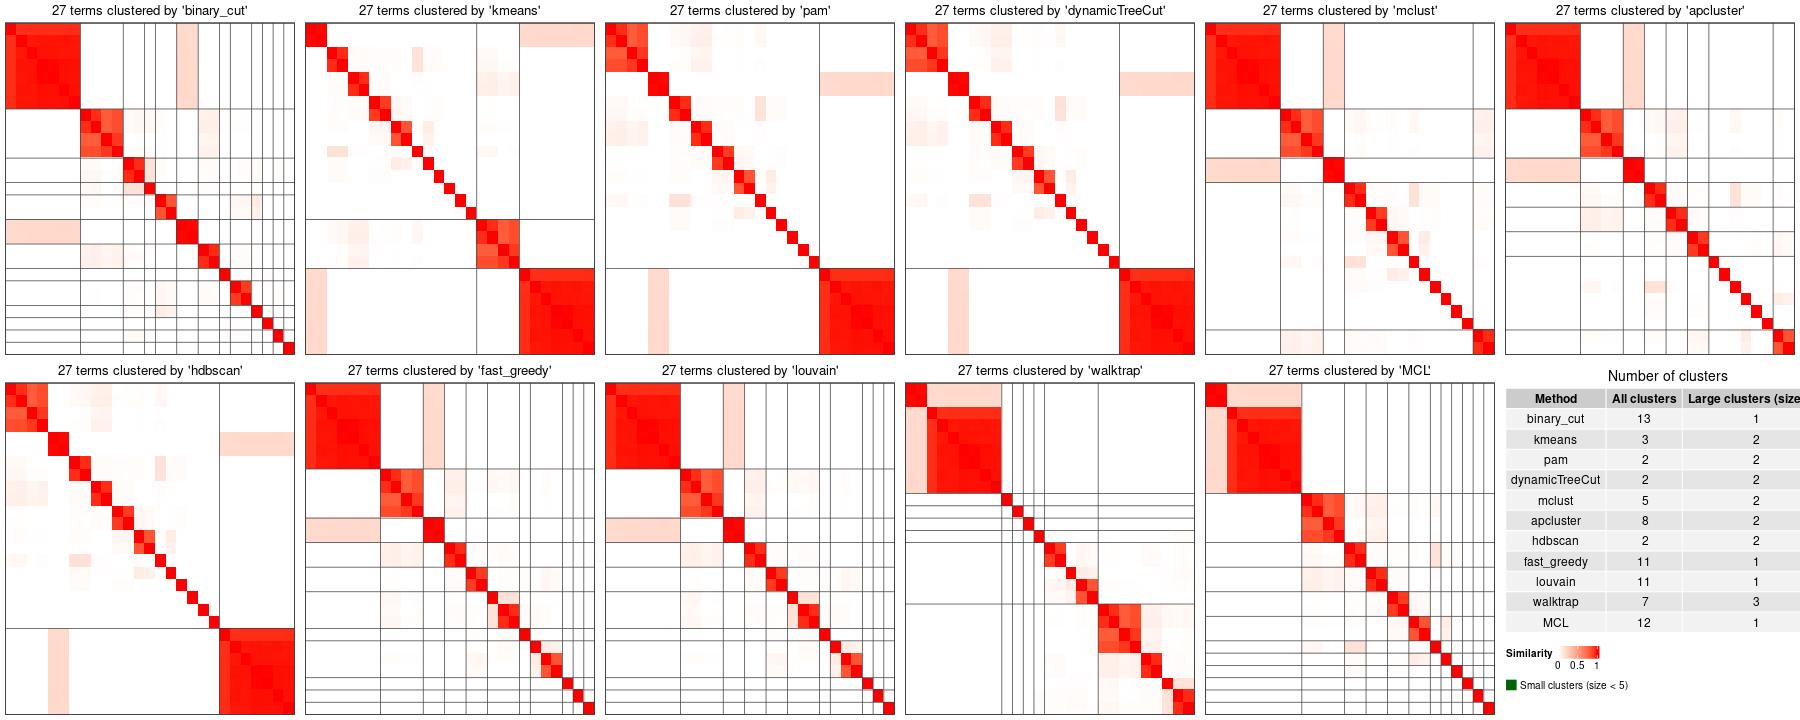 27 terms clustered by 'binary_cut'
27 terms clustered by 'kmeans'
27 terms clustered by 'pam'
27 terms clustered by 'dynamicTreeCut'
27 terms clustered by 'mclust'
27 terms clustered by 'apcluster'
27 terms clustered by 'hdbscan'
27 terms clustered by 'fast_greedy'
27 terms clustered by 'louvain'
27 terms clustered by 'walktrap'
27 terms clustered by 'MCL'
Number of clusters
Method All clusters Large clusters (size
binary_cut 13 1
kmeans 3 2
pam 2 2
dynamicTreeCut 2 2
mclust 5 2
apcluster 8 2
hdbscan 2 2
fast_greedy 11 1
louvain 11 1
walktrap 7 3
MCL 12 1
Similarity
0 0.5 1
Small clusters (size < 5)